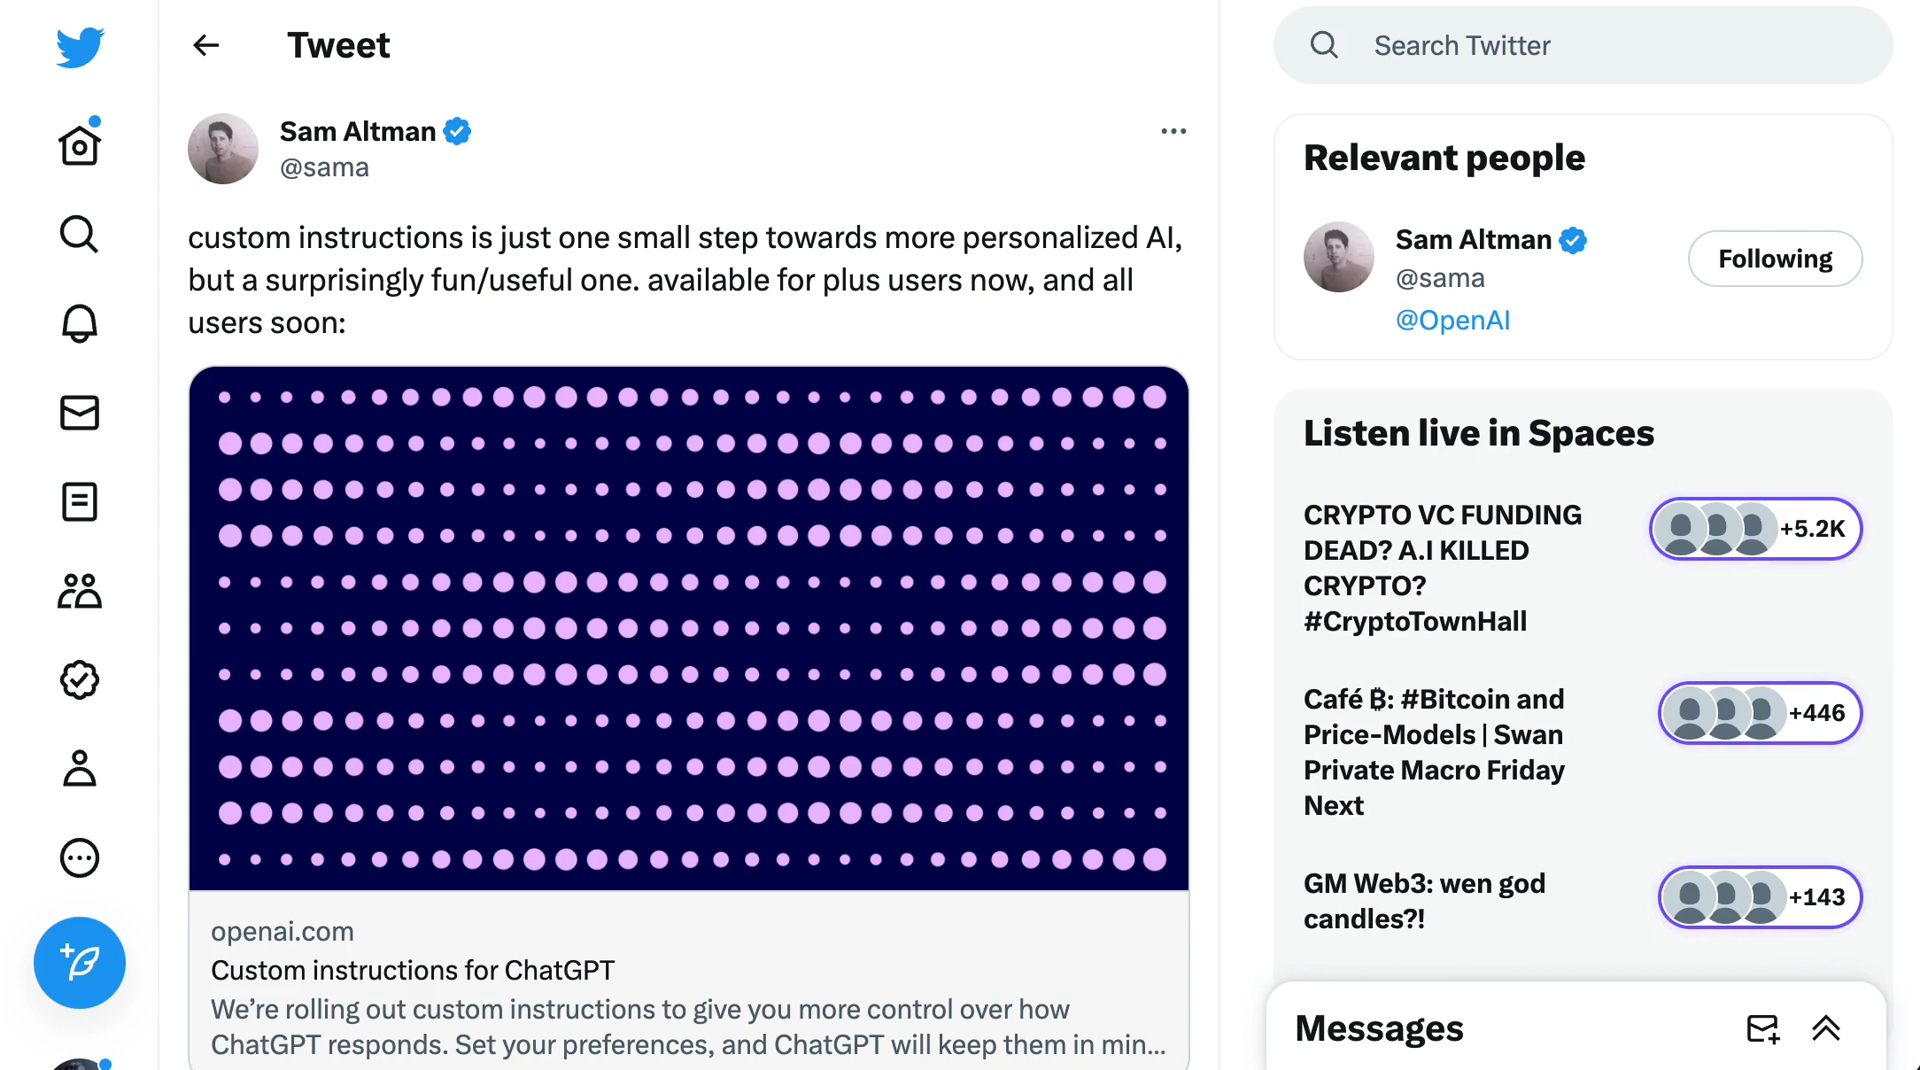 Tweet
Sam Altman
@sama
custom instructions is just one small step towards more personalized AI,
but a surprisingly fun/useful one. available for plus users now, and all
users soon:
openai.com
Custom instructions for ChatGPT
We’re rolling out custom instructions to give you more control over how
ChatGPT responds. Set your preferences, and ChatGPT will keep them in min...
Search Twitter
Relevant people
Sam Altman
@sama
Following
@OpenAI
Listen live in Spaces
CRYPTO VC FUNDING
DEAD? A.I KILLED
CRYPTO?
#CryptoTownHall
+5.2K
Café ₿: #Bitcoin and
Price-Models | Swan
Private Macro Friday
Next
+446
GM Web3: wen god
candles?!
+143
Messages